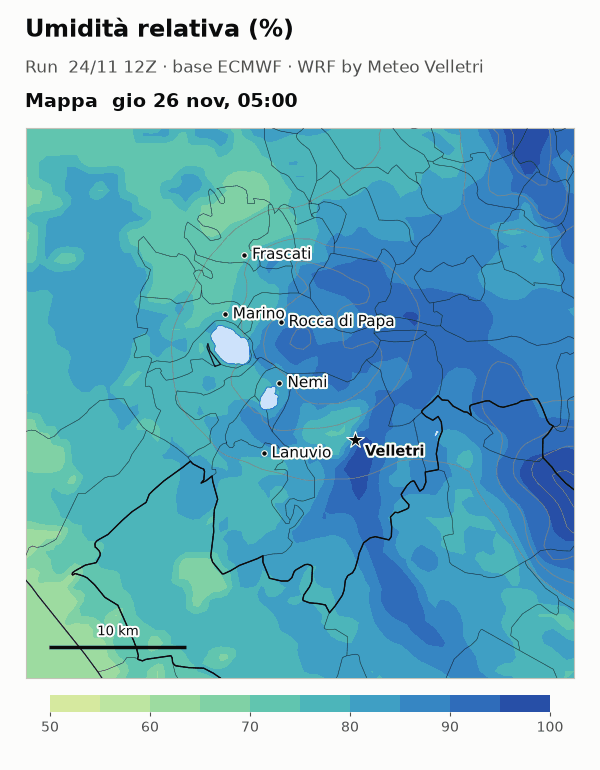 Umidità relativa (%)
Run 24/11 12Z · base ECMWF · WRF by Meteo Velletri
Mappa gio 26 nov, 05:00
Frascati
Marino
Rocca di Papa
Nemi
Velletri
Lanuvio
10 km
50 60 70 80 90 100